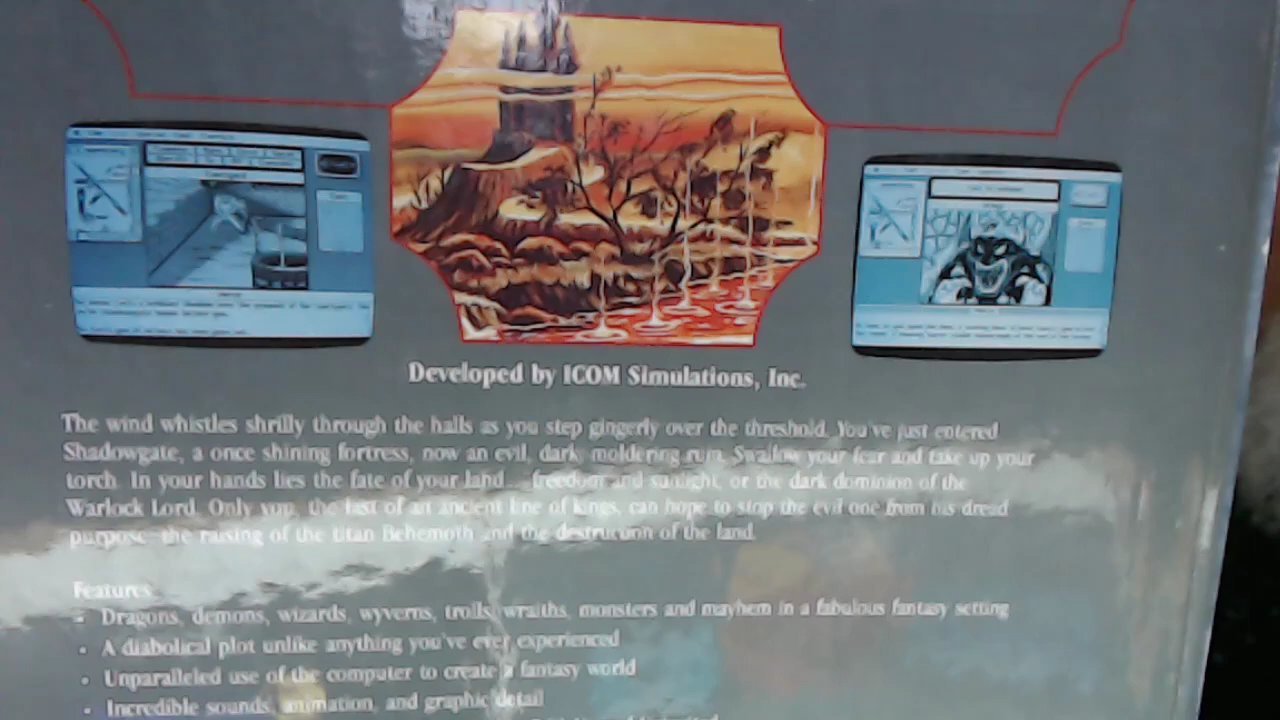 Developed by ICOM Simulations, Inc.
The wind whistles shrilly through the halls as you step gingerly over the threshold. You've just entered
Shadowgate, a once shining fortress, now an evil, dark, moldering ruin. Swallow your fear and take up your
torch. In your hands lies the fate of your land... freedom and sunlight, or the dark dominion of the
Warlock Lord. Only you, the last of an ancient line of kings, can hope to stop the evil one from his dread
purpose—the raising of the titan Behemoth and the destruction of the land.
Features
• Dragons, demons, wizards, wyverns, trolls, wraiths, monsters and mayhem in a fabulous fantasy setting
• A diabolical plot unlike anything you've ever experienced
• Unparalleled use of the computer to create a fantasy world
• Incredible sounds, animation, and graphic detail